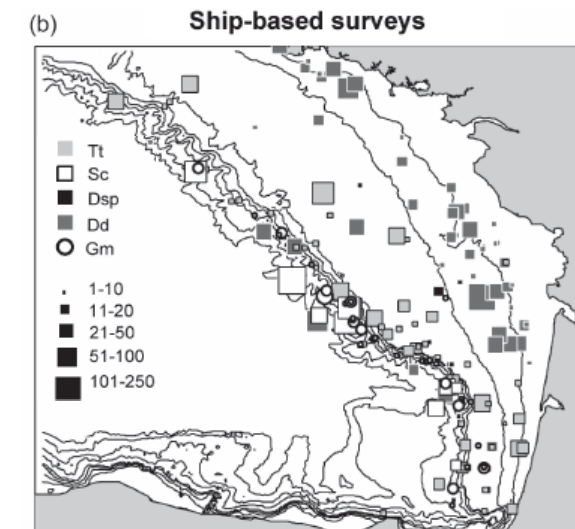 (b)
Ship-based surveys
Tt
Sc
Dsp
Dd
Gm
1-10
11-20
21-50
51-100
101-250